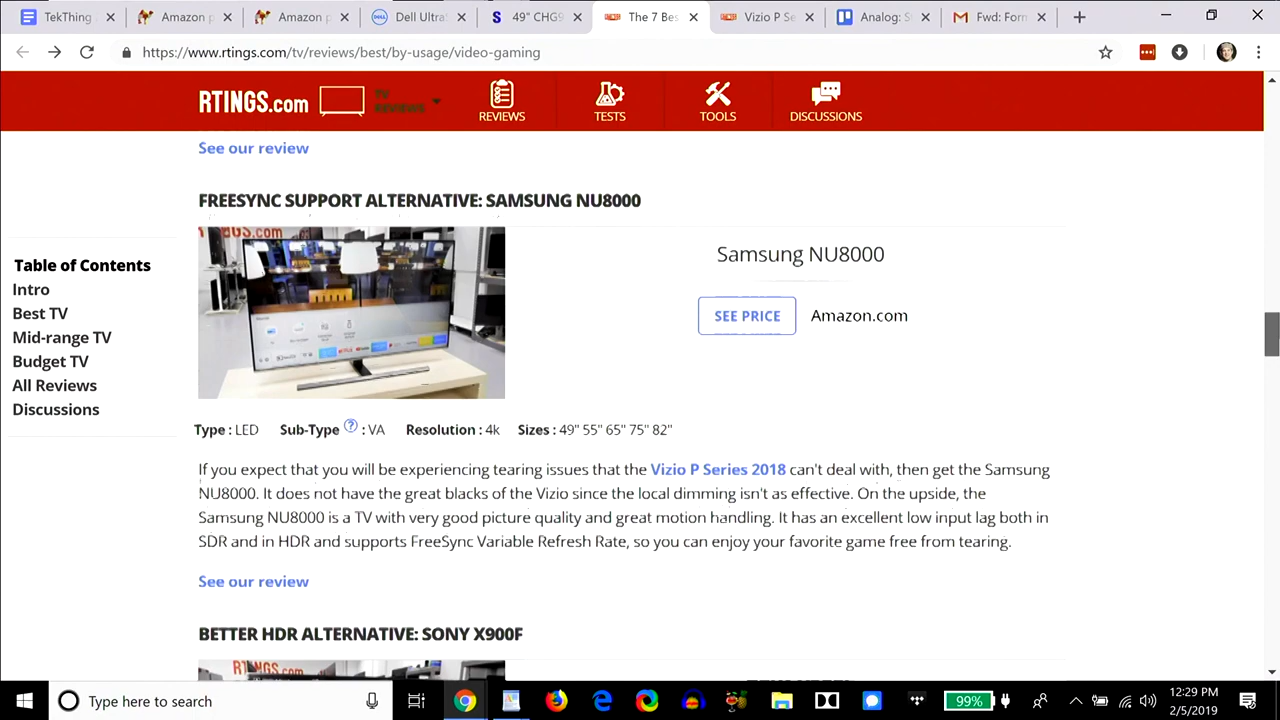 TekThing
Amazon p
Amazon p
Dell Ultra
49" CHG9
The 7 Bes
Vizio P Se
Analog: S
Fwd: Form
https://www.rtings.com/tv/reviews/best/by-usage/video-gaming
RTINGS.com
TV REVIEWS
REVIEWS
TESTS
TOOLS
DISCUSSIONS
See our review
FREESYNC SUPPORT ALTERNATIVE: SAMSUNG NU8000
Table of Contents
Intro
Best TV
Mid-range TV
Budget TV
All Reviews
Discussions
NGS.com
Samsung NU8000
SEE PRICE
Amazon.com
Type : LED Sub-Type ? : VA Resolution : 4k Sizes : 49" 55" 65" 75" 82"
If you expect that you will be experiencing tearing issues that the Vizio P Series 2018 can't deal with, then get the Samsung
NU8000. It does not have the great blacks of the Vizio since the local dimming isn't as effective. On the upside, the
Samsung NU8000 is a TV with very good picture quality and great motion handling. It has an excellent low input lag both in
SDR and in HDR and supports FreeSync Variable Refresh Rate, so you can enjoy your favorite game free from tearing.
See our review
BETTER HDR ALTERNATIVE: SONY X900F
RTINGS.com
Type here to search
99%
12:29 PM
2/5/2019